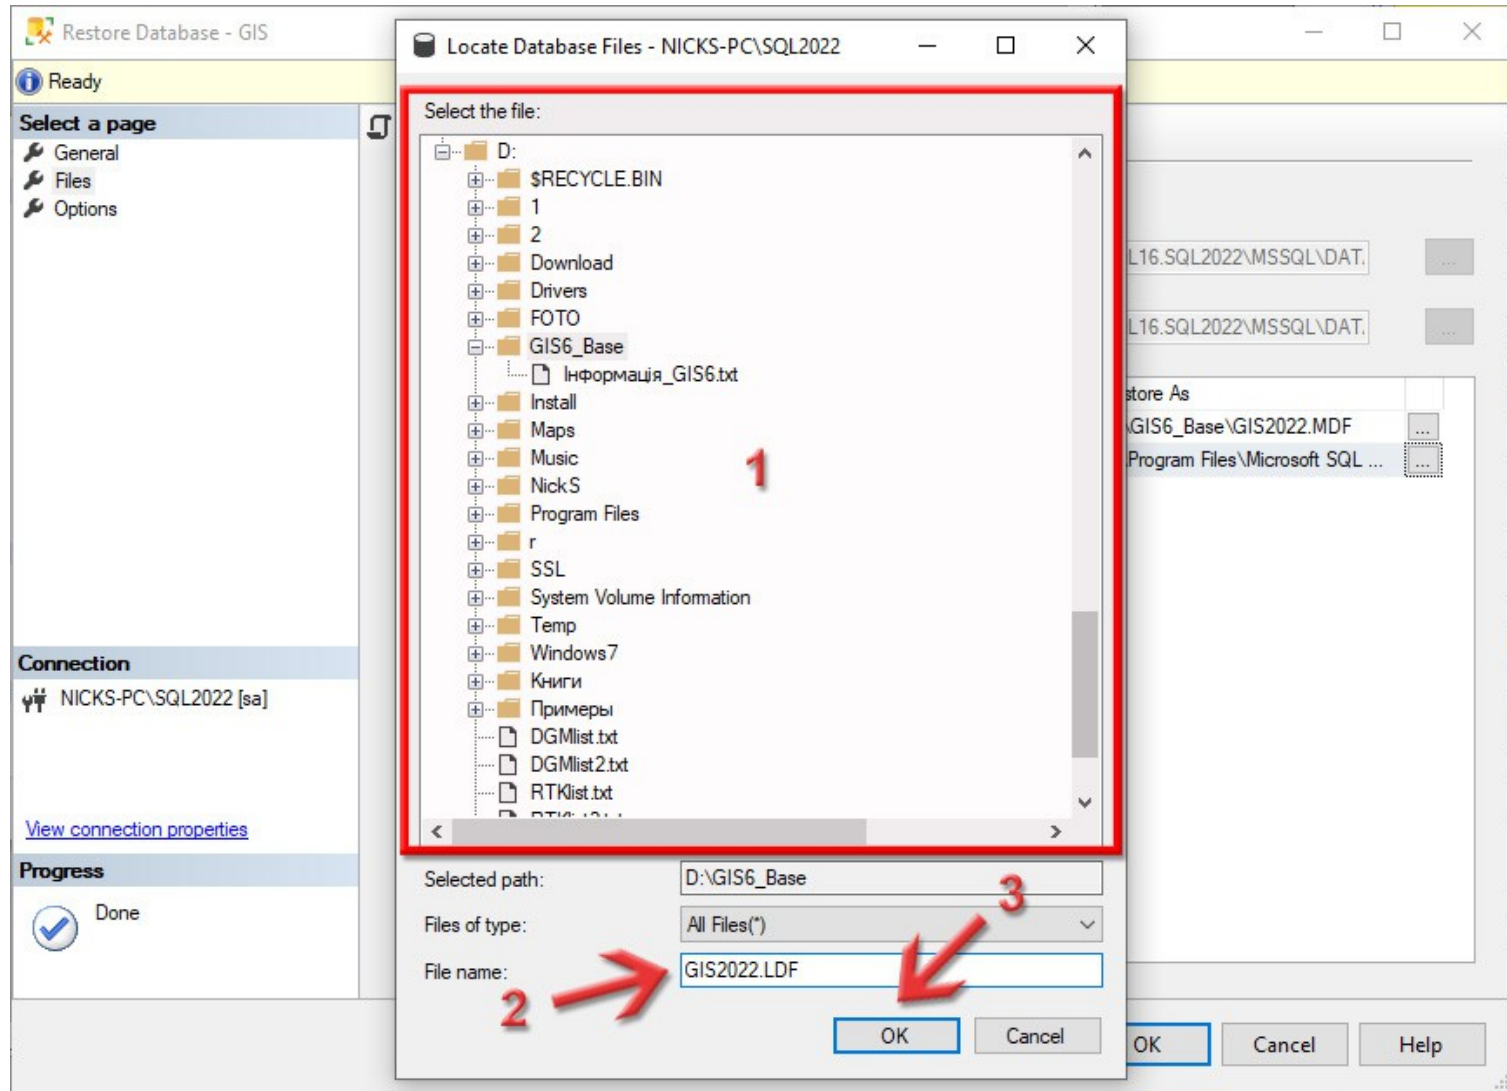 Restore Database - GIS
Ready
Select a page
General
Files
Options
Connection
NICKS-PC\SQL2022 [sa]
View connection properties
Progress
Done
Locate Database Files - NICKS-PC\SQL2022
Select the file:
D:
$RECYCLE.BIN
1
2
Download
Drivers
FOTO
GIS6_Base
Інформація_GIS6.txt
Install
Maps
Music
NickS
Program Files
r
SSL
System Volume Information
Temp
Windows7
Книги
Примеры
DGMlist.txt
DGMlist2.txt
RTKlist.txt
1
Selected path: D:\GIS6_Base
3
Files of type: All Files(*)
File name: GIS2022.LDF
2
OK Cancel
L16.SQL2022\MSSQL\DAT. ...
L16.SQL2022\MSSQL\DAT. ...
store As
\GIS6_Base\GIS2022.MDF ...
Program Files\Microsoft SQL ... ...
OK Cancel Help